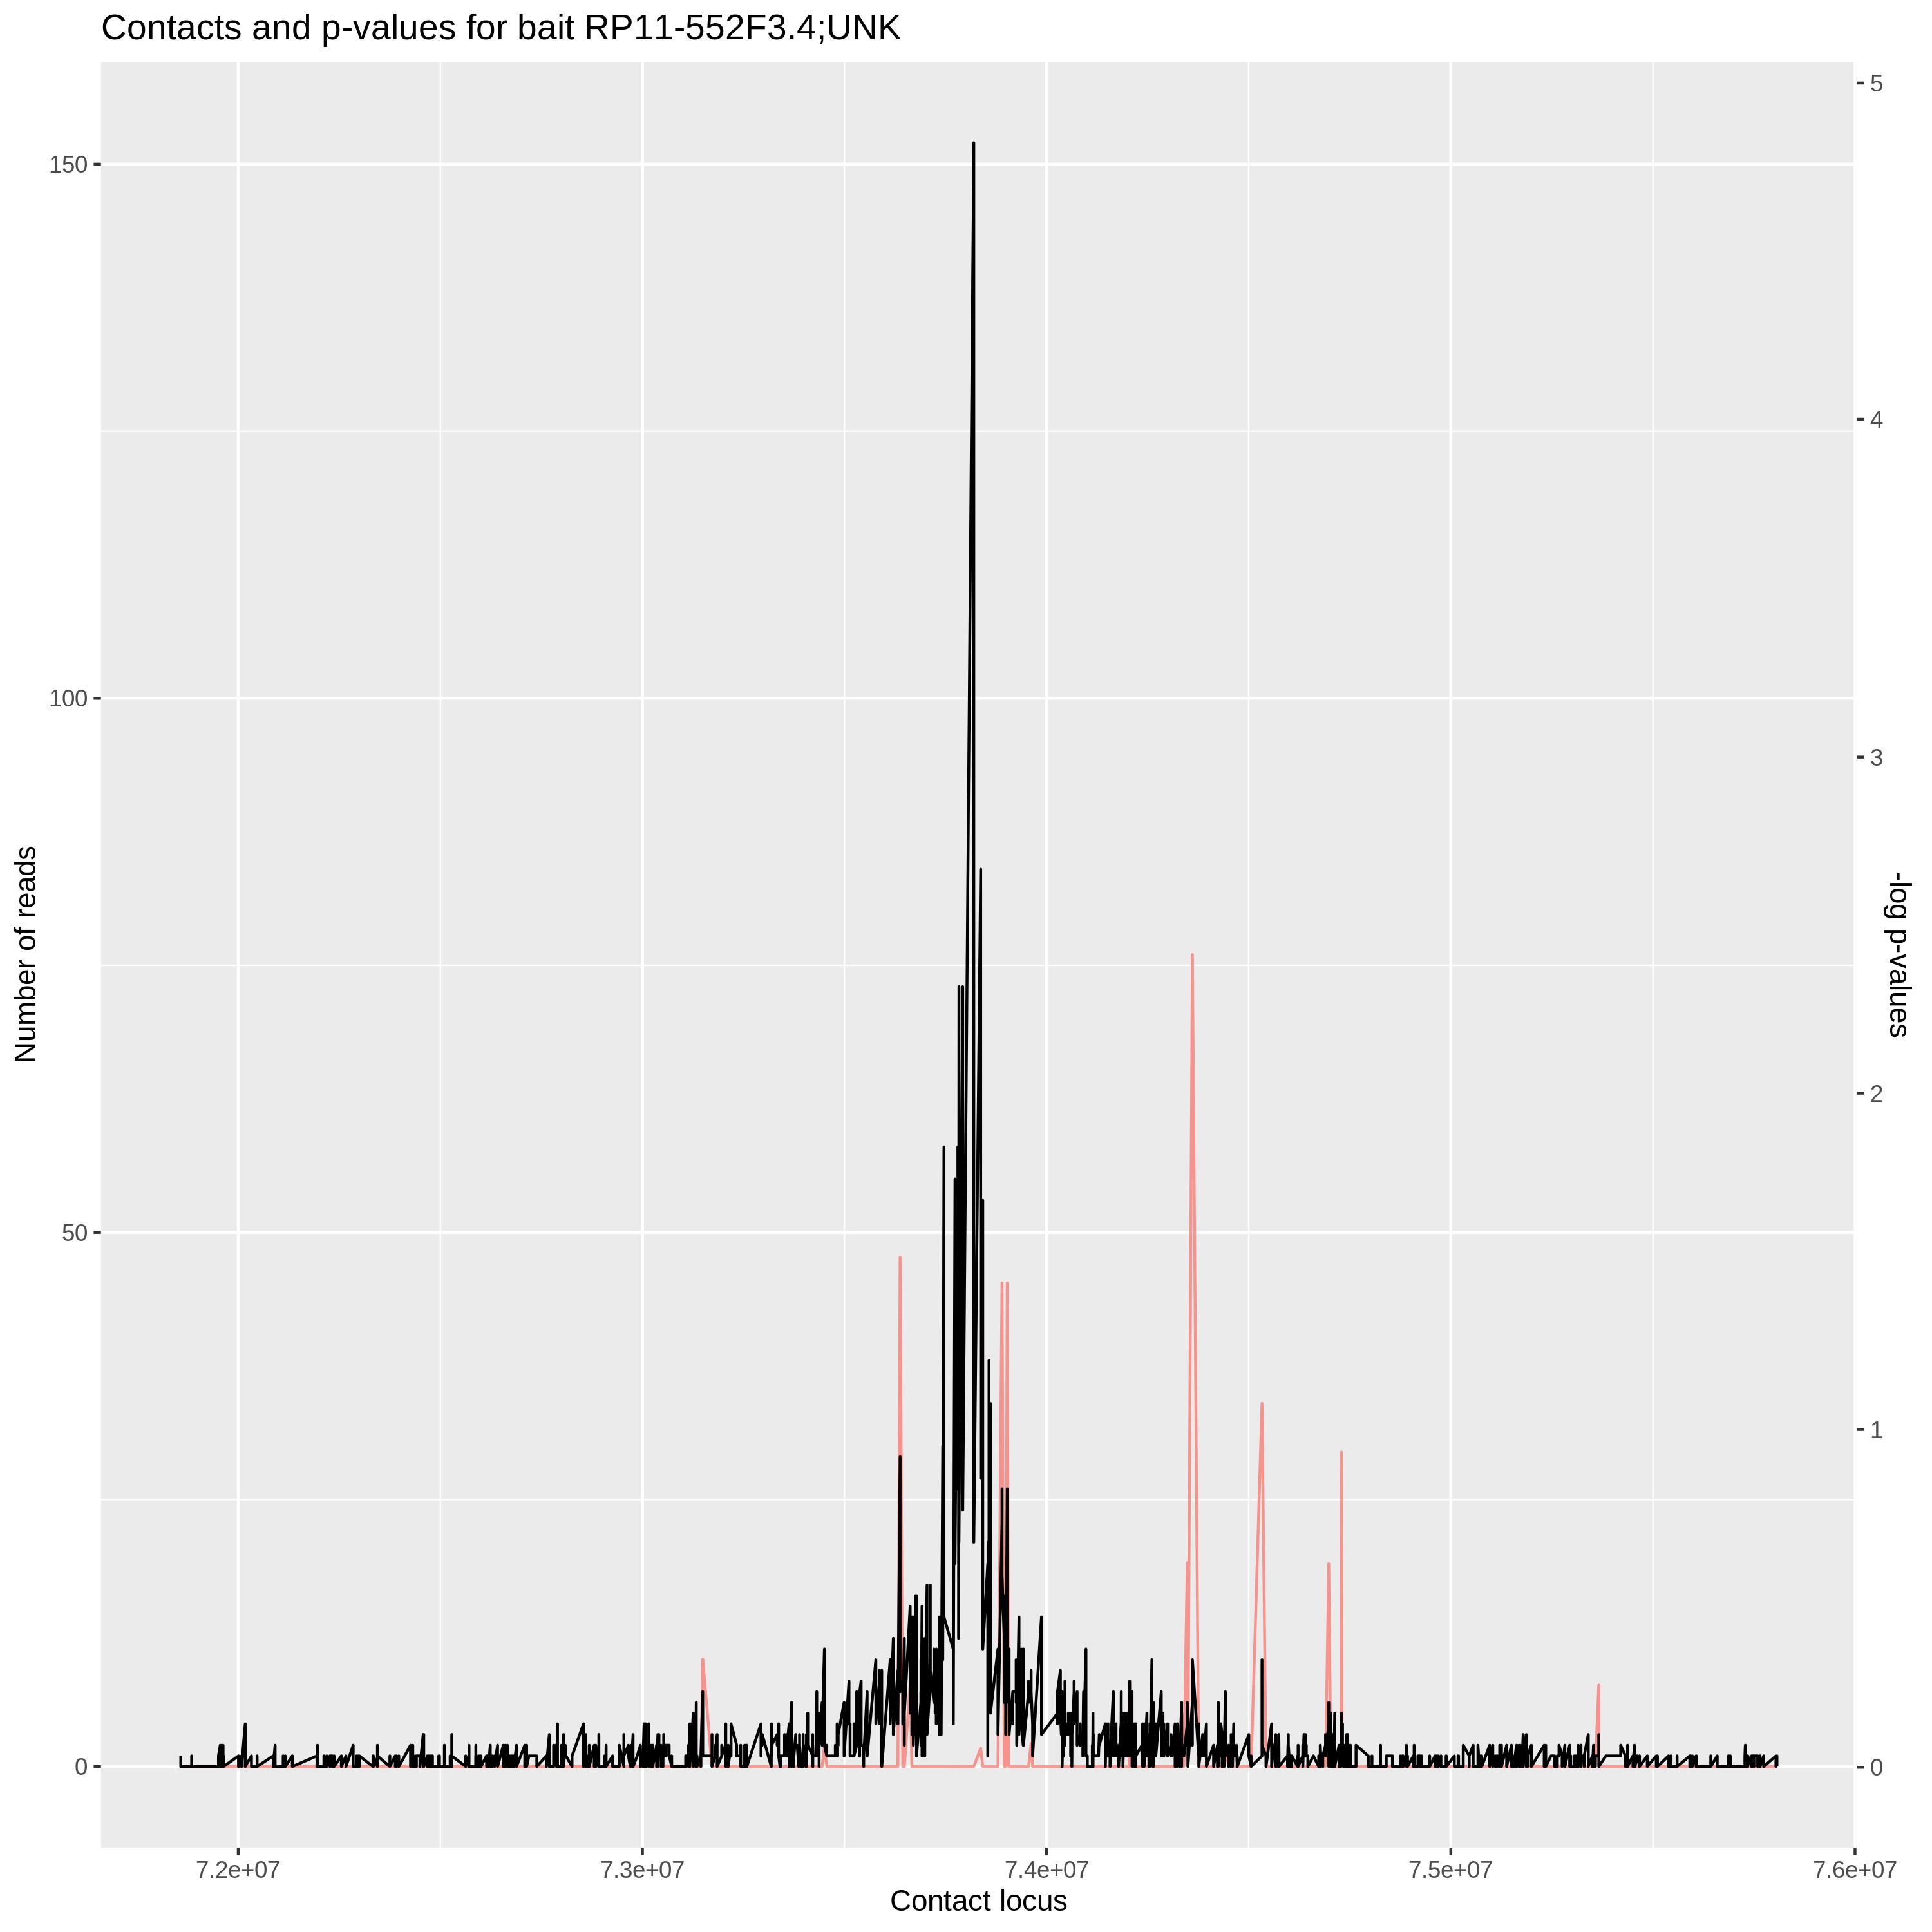 Contacts and p-values for bait RP11-552F3.4;UNK
150
100
50
0
Number of reads
5
4
3
2
1
0
-log p-values
7.2e+07 7.3e+07 7.4e+07 7.5e+07 7.6e+07
Contact locus